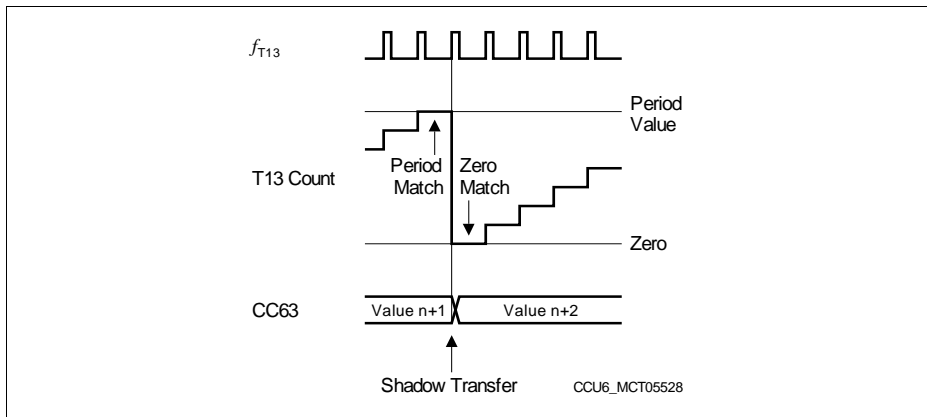 fT13
Period
Value
Period
Match
Zero
Match
T13 Count
Zero
CC63
Value n+1
Value n+2
Shadow Transfer
CCU6_MCT05528